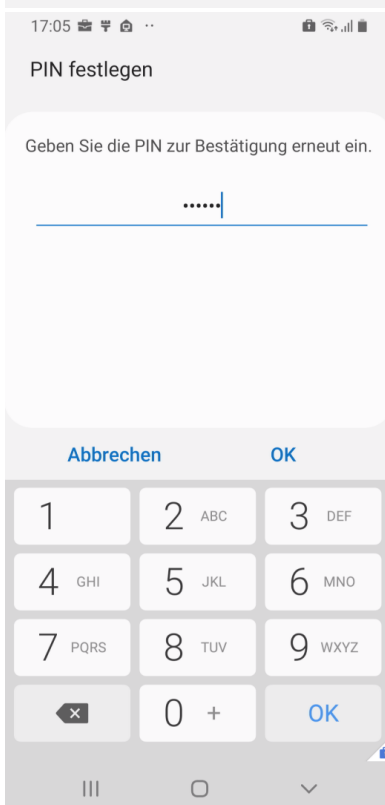 17:05
PIN festlegen
Geben Sie die PIN zur Bestätigung erneut ein.
······
Abbrechen OK
1 2 ABC 3 DEF
4 GHI 5 JKL 6 MNO
7 PQRS 8 TUV 9 WXYZ
0 + OK